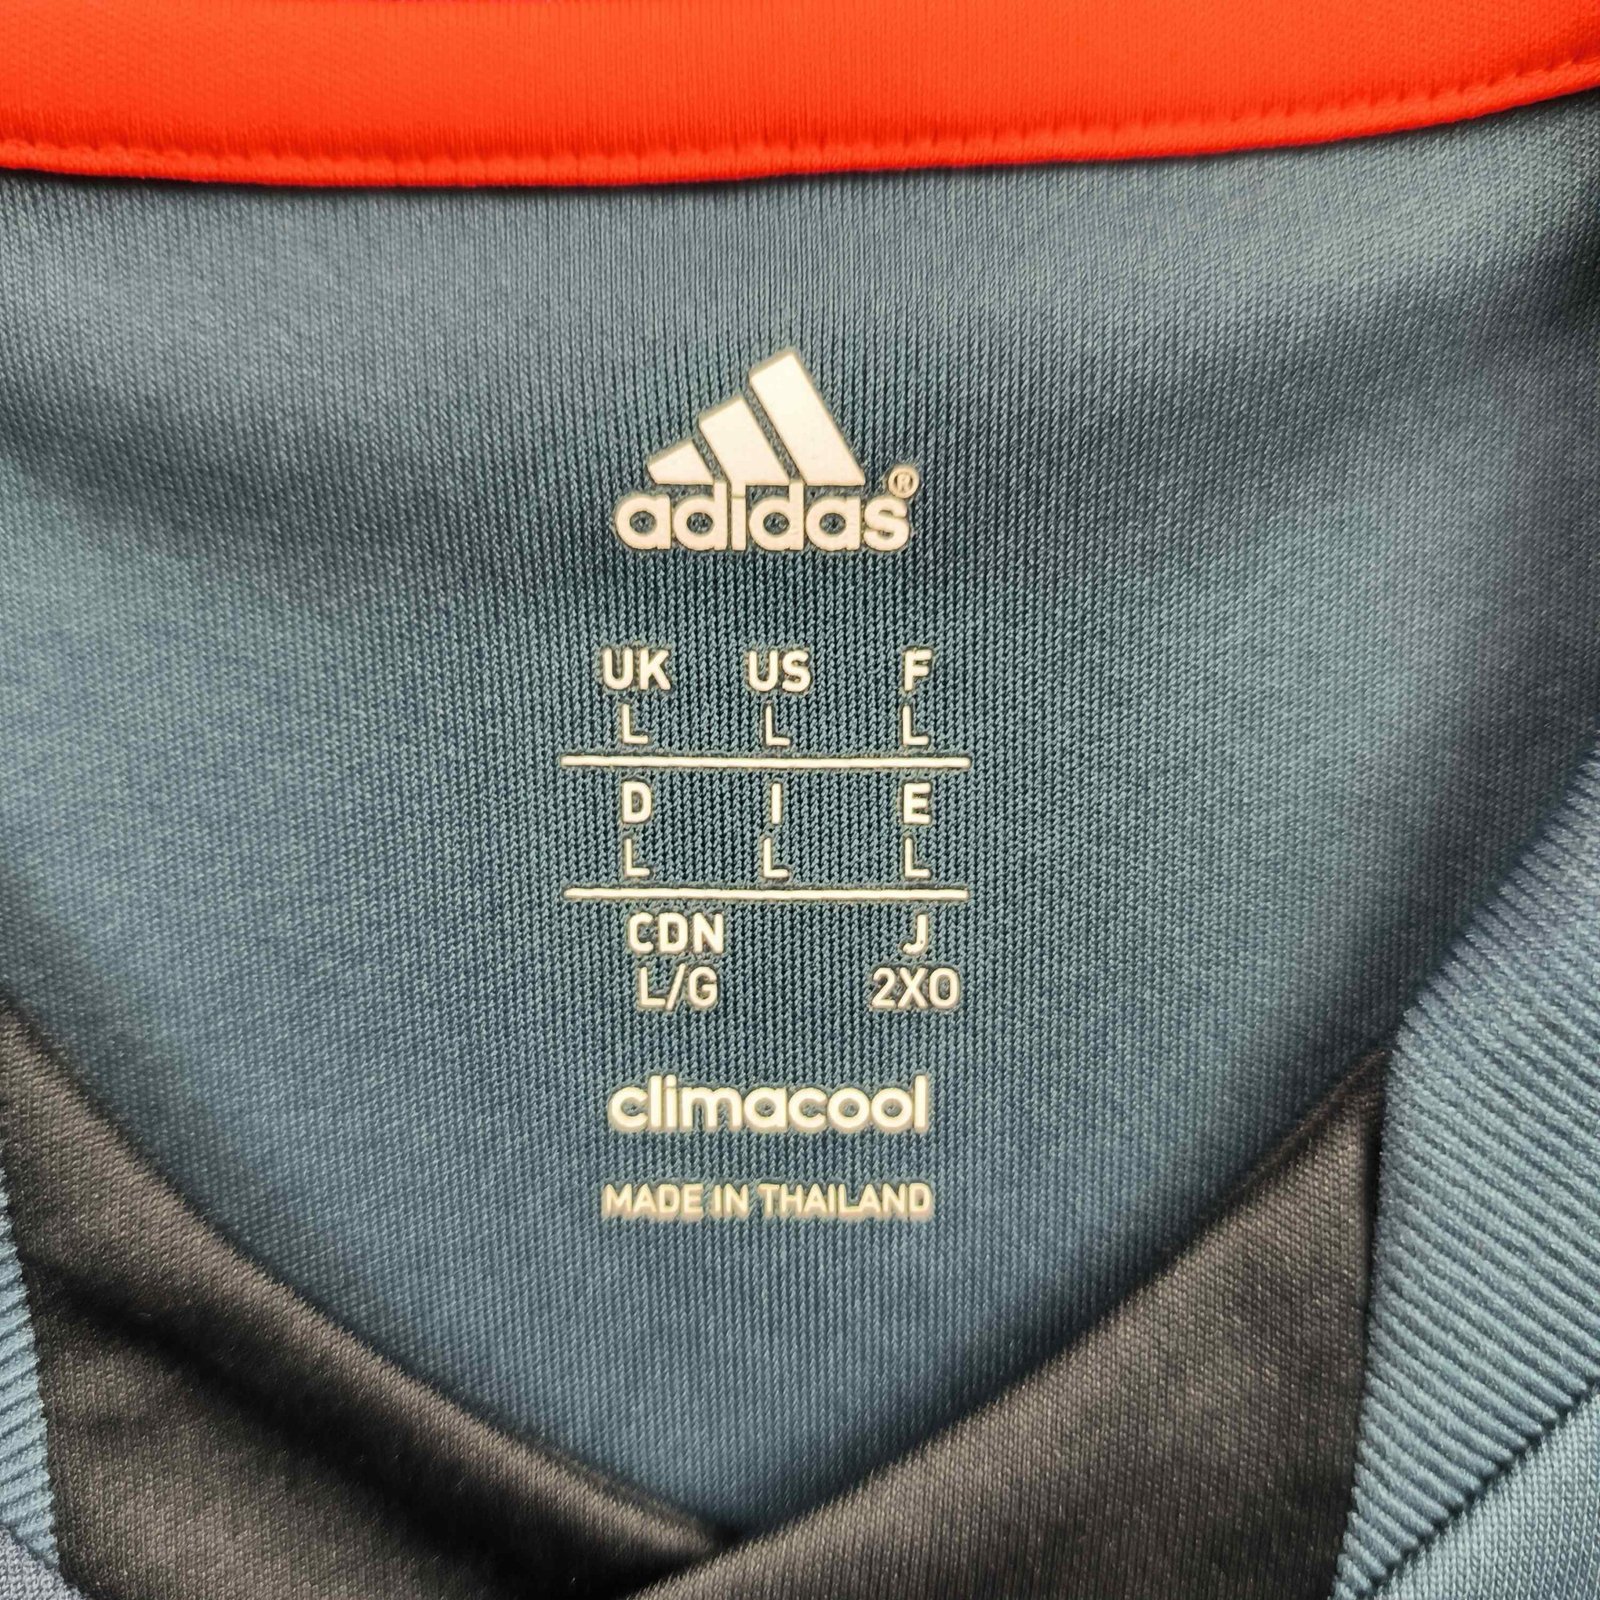 adidas®
UK US F
L L L
D I E
L L L
CDN J
L/G 2XO
climacool
MADE IN THAILAND